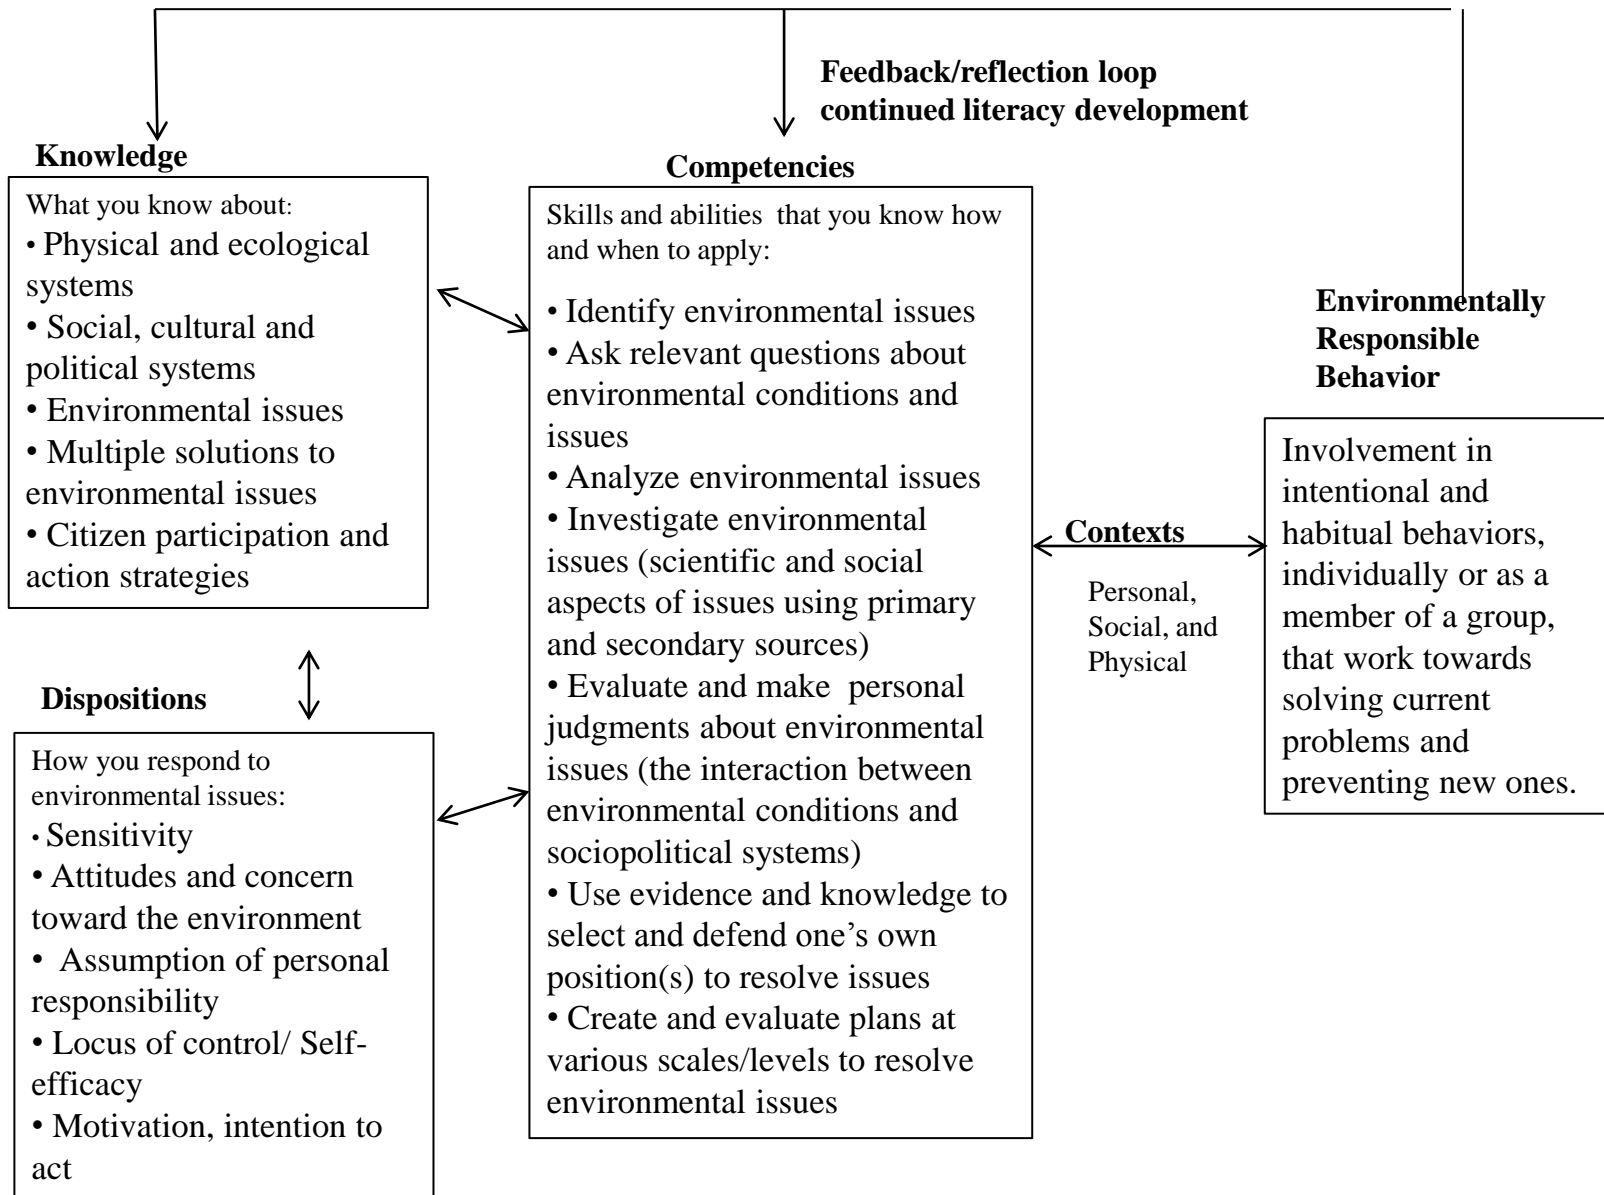 Feedback/reflection loop
continued literacy development
Knowledge
What you know about:
• Physical and ecological
systems
• Social, cultural and
political systems
• Environmental issues
• Multiple solutions to
environmental issues
• Citizen participation and
action strategies
Dispositions
How you respond to
environmental issues:
• Sensitivity
• Attitudes and concern
toward the environment
• Assumption of personal
responsibility
• Locus of control/ Self-
efficacy
• Motivation, intention to
act
Competencies
Skills and abilities that you know how
and when to apply:
• Identify environmental issues
• Ask relevant questions about
environmental conditions and
issues
• Analyze environmental issues
• Investigate environmental
issues (scientific and social
aspects of issues using primary
and secondary sources)
• Evaluate and make personal
judgments about environmental
issues (the interaction between
environmental conditions and
sociopolitical systems)
• Use evidence and knowledge to
select and defend one’s own
position(s) to resolve issues
• Create and evaluate plans at
various scales/levels to resolve
environmental issues
Contexts
Personal,
Social, and
Physical
Environmentally
Responsible
Behavior
Involvement in
intentional and
habitual behaviors,
individually or as a
member of a group,
that work towards
solving current
problems and
preventing new ones.